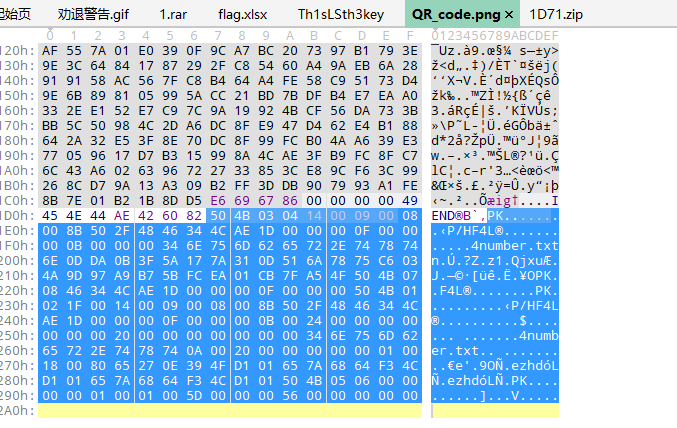 起始页 劝退警告.gif 1.rar flag.xlsx Th1sLSth3key QR_code.png × 1D71.zip
0 1 2 3 4 5 6 7 8 9 A B C D E F 0123456789ABCDEF
120h: AF 55 7A 01 E0 39 0F 9C A7 BC 20 73 97 B1 79 3E ¯Uz.à9.œ§¼ s—±y>
130h: 9E 3C 64 84 17 87 29 2F C8 54 60 A4 9A EB 6A 28 ž<d„.‡)/ÈT`¤šëj(
140h: 91 91 58 AC 56 7F C8 B4 64 A4 FE 58 C9 51 73 D4 ‘‘X¬V.È´d¤þXÉQsÔ
150h: 9E 6B 89 81 05 99 5A CC 21 BD 7B DF B4 E7 EA A0 žk‰..™ZÌ!½{ß´çê
160h: 33 2E E1 52 E7 C9 7C 9A 19 92 4B CF 56 DA 73 3B 3.áRçÉ|š.’KÏVÚs;
170h: BB 5C 50 98 4C 2D A6 DC 8F E9 47 D4 62 E4 B1 88 »\P˜L-¦Ü.éGÔbä±ˆ
180h: 64 2A 32 E5 3F 8E 70 DC 8F 99 FC B0 4A A6 39 E3 d*2å?ŽpÜ.™ü°J¦9ã
190h: 77 05 96 17 D7 B3 15 99 8A 4C AE 3F B9 FC 8F C7 w.–.×³.™ŠL®?¹ü.Ç
1A0h: 6C 43 A6 02 63 96 72 27 33 85 CE 3C E8 9C F6 3C 99 lC¦.c–r'3…
1B0h: 26 8C D7 9A 13 A3 09 B2 FF 3D DB 90 79 93 A1 FE &Œ×š.£.²ÿ=Û.y“¡þ
1C0h: 8B 7E 01 B2 1B 8D D5 E6 69 67 86 00 00 00 00 49 ‹~.²..Õæig†....I
1D0h: 45 4E 44 AE 42 60 82 50 4B 03 04 14 00 09 00 08 END®B`‚PK.......
1E0h: 00 8B 50 2F 48 46 34 4C AE 1D 00 00 00 0F 00 00 .‹P/HF4L®.......
1F0h: 00 0B 00 00 00 34 6E 75 6D 62 65 72 2E 74 78 74 .....4number.txt
200h: 6E 0D DA 0B 3F 5A 17 7A 31 0D 51 6A 78 75 C6 03 n.Ú.?Z.z1.QjxuÆ.
210h: 4A 9D 97 A9 B7 5B FC EA 01 CB 7F A5 4F 50 4B 07 J.—©·[üê.Ë.¥OPK.
220h: 08 46 34 4C AE 1D 00 00 00 0F 00 00 00 50 4B 01 .F4L®........PK.
230h: 02 1F 00 14 00 09 00 08 00 8B 50 2F 48 46 34 4C .........‹P/HF4L
240h: AE 1D 00 00 00 0F 00 00 00 0B 00 24 00 00 00 00 ®..........$....
250h: 00 00 00 20 00 00 00 00 00 00 00 34 6E 75 6D 62 ... .......4numb
260h: 65 72 2E 74 78 74 0A 00 20 00 00 00 00 00 01 00 er.txt.. .......
270h: 18 00 80 65 27 0E 39 4F D1 01 65 7A 68 64 F3 4C ..€e'.9OÑ.ezhdóL
280h: D1 01 65 7A 68 64 F3 4C D1 01 50 4B 05 06 00 00 Ñ.ezhdóLÑ.PK....
290h: 00 00 01 00 01 00 5D 00 00 00 56 00 00 00 00 00 ......]...V.....
2A0h: